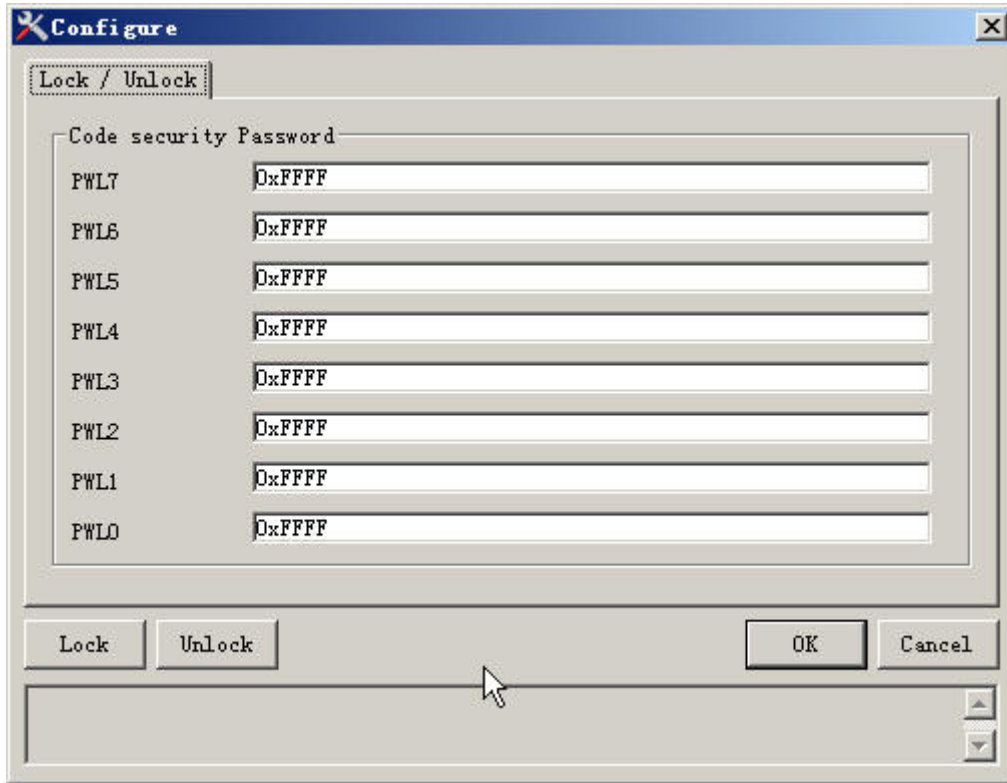 Configure
Lock / Unlock
Code security Password
PWL7 0xFFFF
PWL6 0xFFFF
PWL5 0xFFFF
PWL4 0xFFFF
PWL3 0xFFFF
PWL2 0xFFFF
PWL1 0xFFFF
PWL0 0xFFFF
Lock Unlock OK Cancel